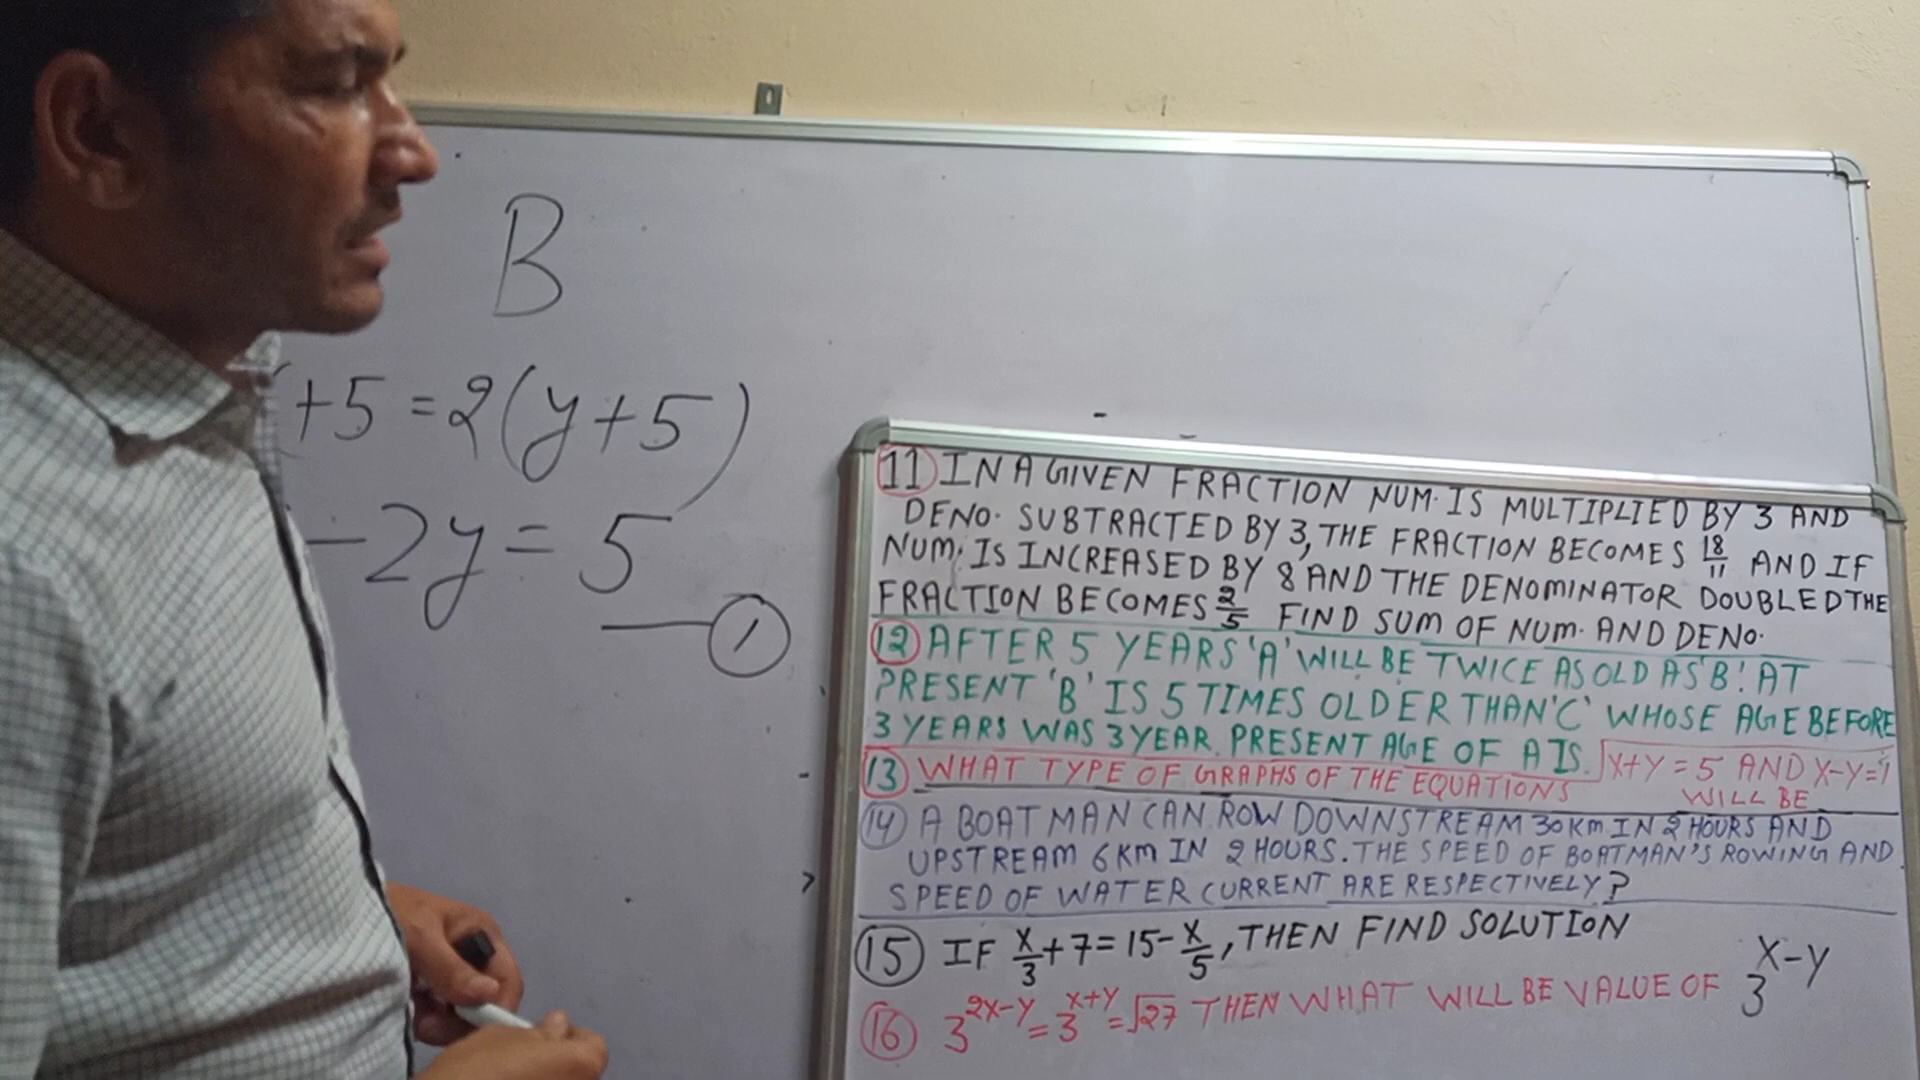 B
+5=2(y+5)
-2y=5
1
11 IN A GIVEN FRACTION NUM. IS MULTIPLIED BY 3 AND
DENO. SUBTRACTED BY 3, THE FRACTION BECOMES 18/11 AND IF
NUM. IS INCREASED BY 8 AND THE DENOMINATOR DOUBLED THE
FRACTION BECOMES 2/5 FIND SUM OF NUM. AND DENO.
12 AFTER 5 YEARS 'A' WILL BE TWICE AS OLD AS 'B'. AT
PRESENT 'B' IS 5 TIMES OLDER THAN 'C' WHOSE AGE BEFORE
3 YEARS WAS 3 YEAR. PRESENT AGE OF A IS.
13 WHAT TYPE OF GRAPHS OF THE EQUATIONS x+y=5 AND x-y=1
WILL BE
14 A BOATMAN CAN ROW DOWNSTREAM 30KM IN 2 HOURS AND
UPSTREAM 6KM IN 2 HOURS. THE SPEED OF BOATMAN'S ROWING AND
SPEED OF WATER CURRENT ARE RESPECTIVELY?
15 IF x/3+7=15-x/5, THEN FIND SOLUTION
16 3^2x-y=3^x+y=√27 THEN WHAT WILL BE VALUE OF 3^x-y